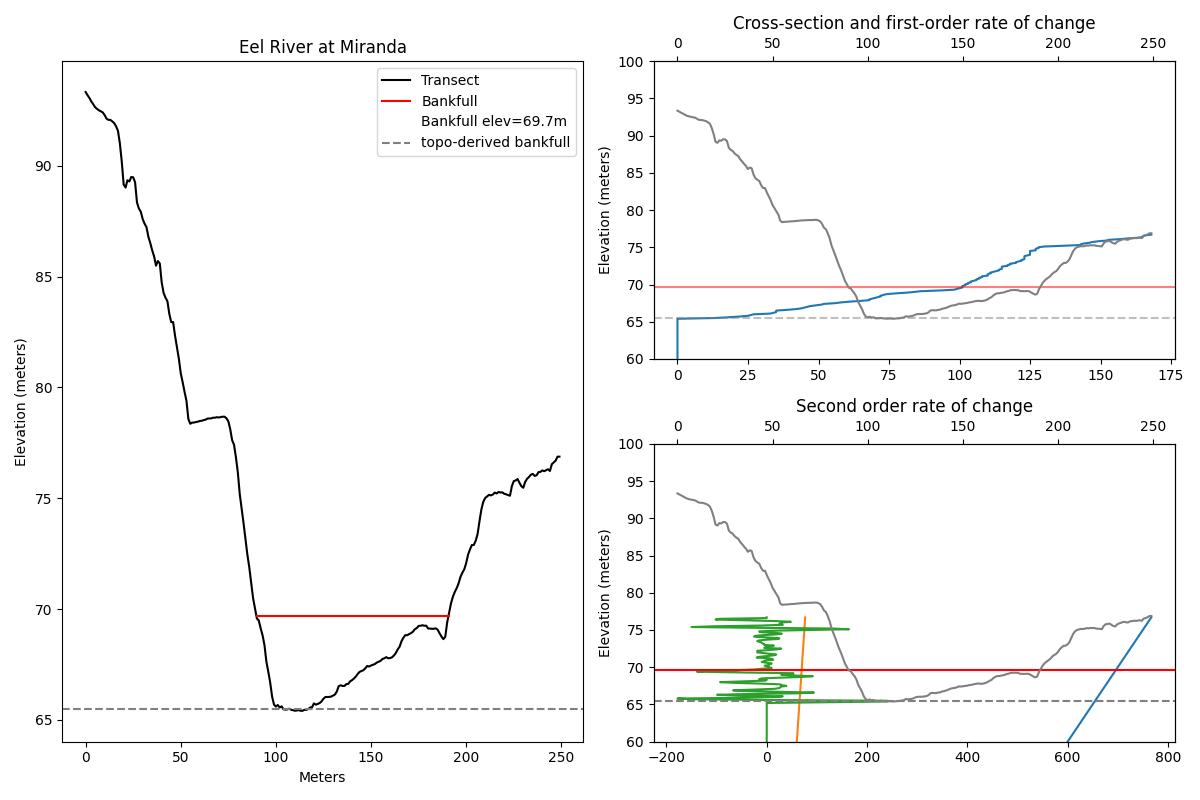 Eel River at Miranda
Transect
Bankfull
Bankfull elev=69.7m
topo-derived bankfull
Elevation (meters)
90
85
80
75
70
65
0 50 100 150 200 250
Meters
Cross-section and first-order rate of change
0 50 100 150 200 250
Elevation (meters)
100
95
90
85
80
75
70
65
60
0 25 50 75 100 125 150 175
Second order rate of change
0 50 100 150 200 250
Elevation (meters)
100
95
90
85
80
75
70
65
60
−200 0 200 400 600 800